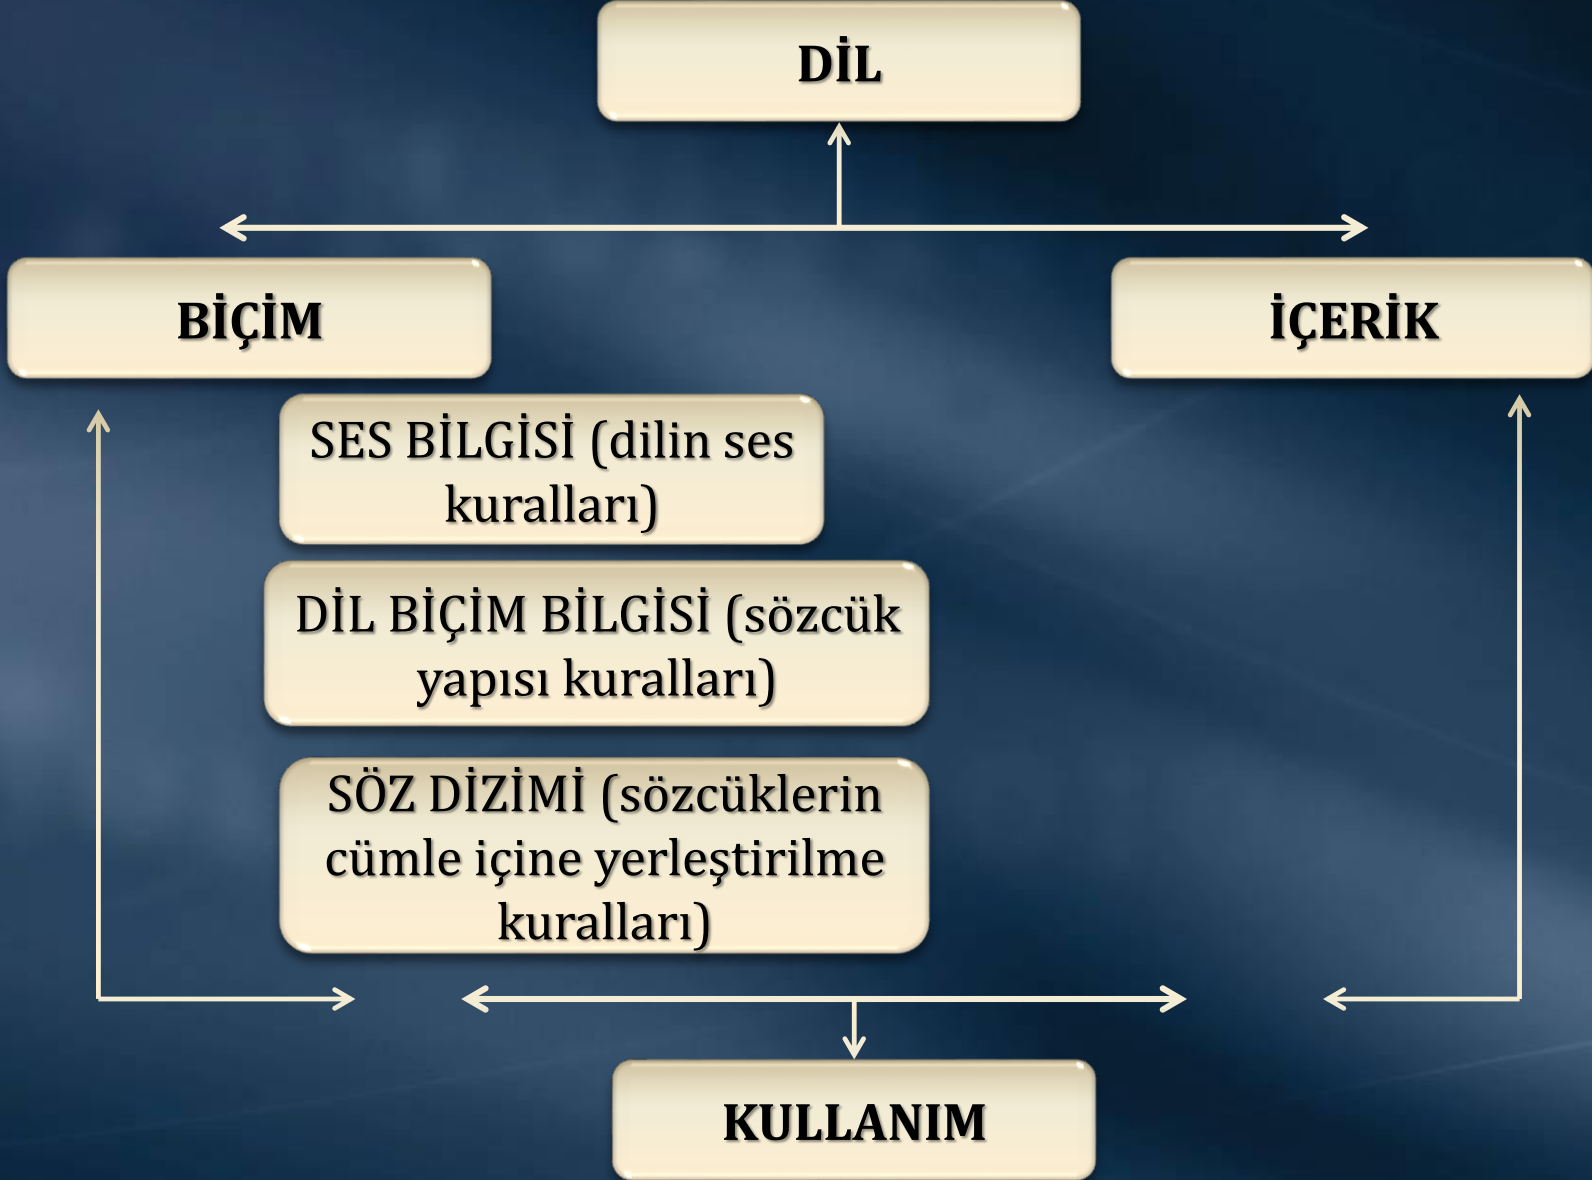 DİL
BİÇİM
İÇERİK
SES BİLGİSİ (dilin ses
kuralları)
DİL BİÇİM BİLGİSİ (sözcük
yapısı kuralları)
SÖZ DİZİMİ (sözcüklerin
cümle içine yerleştirilme
kuralları)
KULLANIM